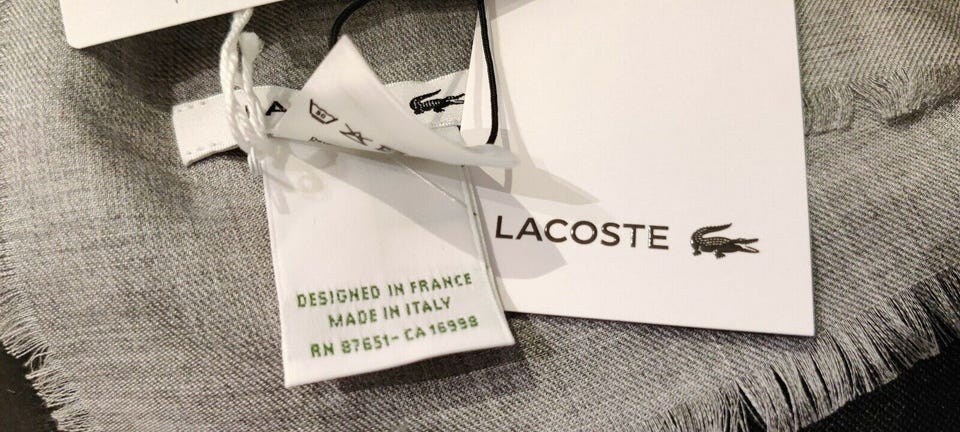 LACOSTE
DESIGNED IN FRANCE
MADE IN ITALY
RN 87651-CA 16998